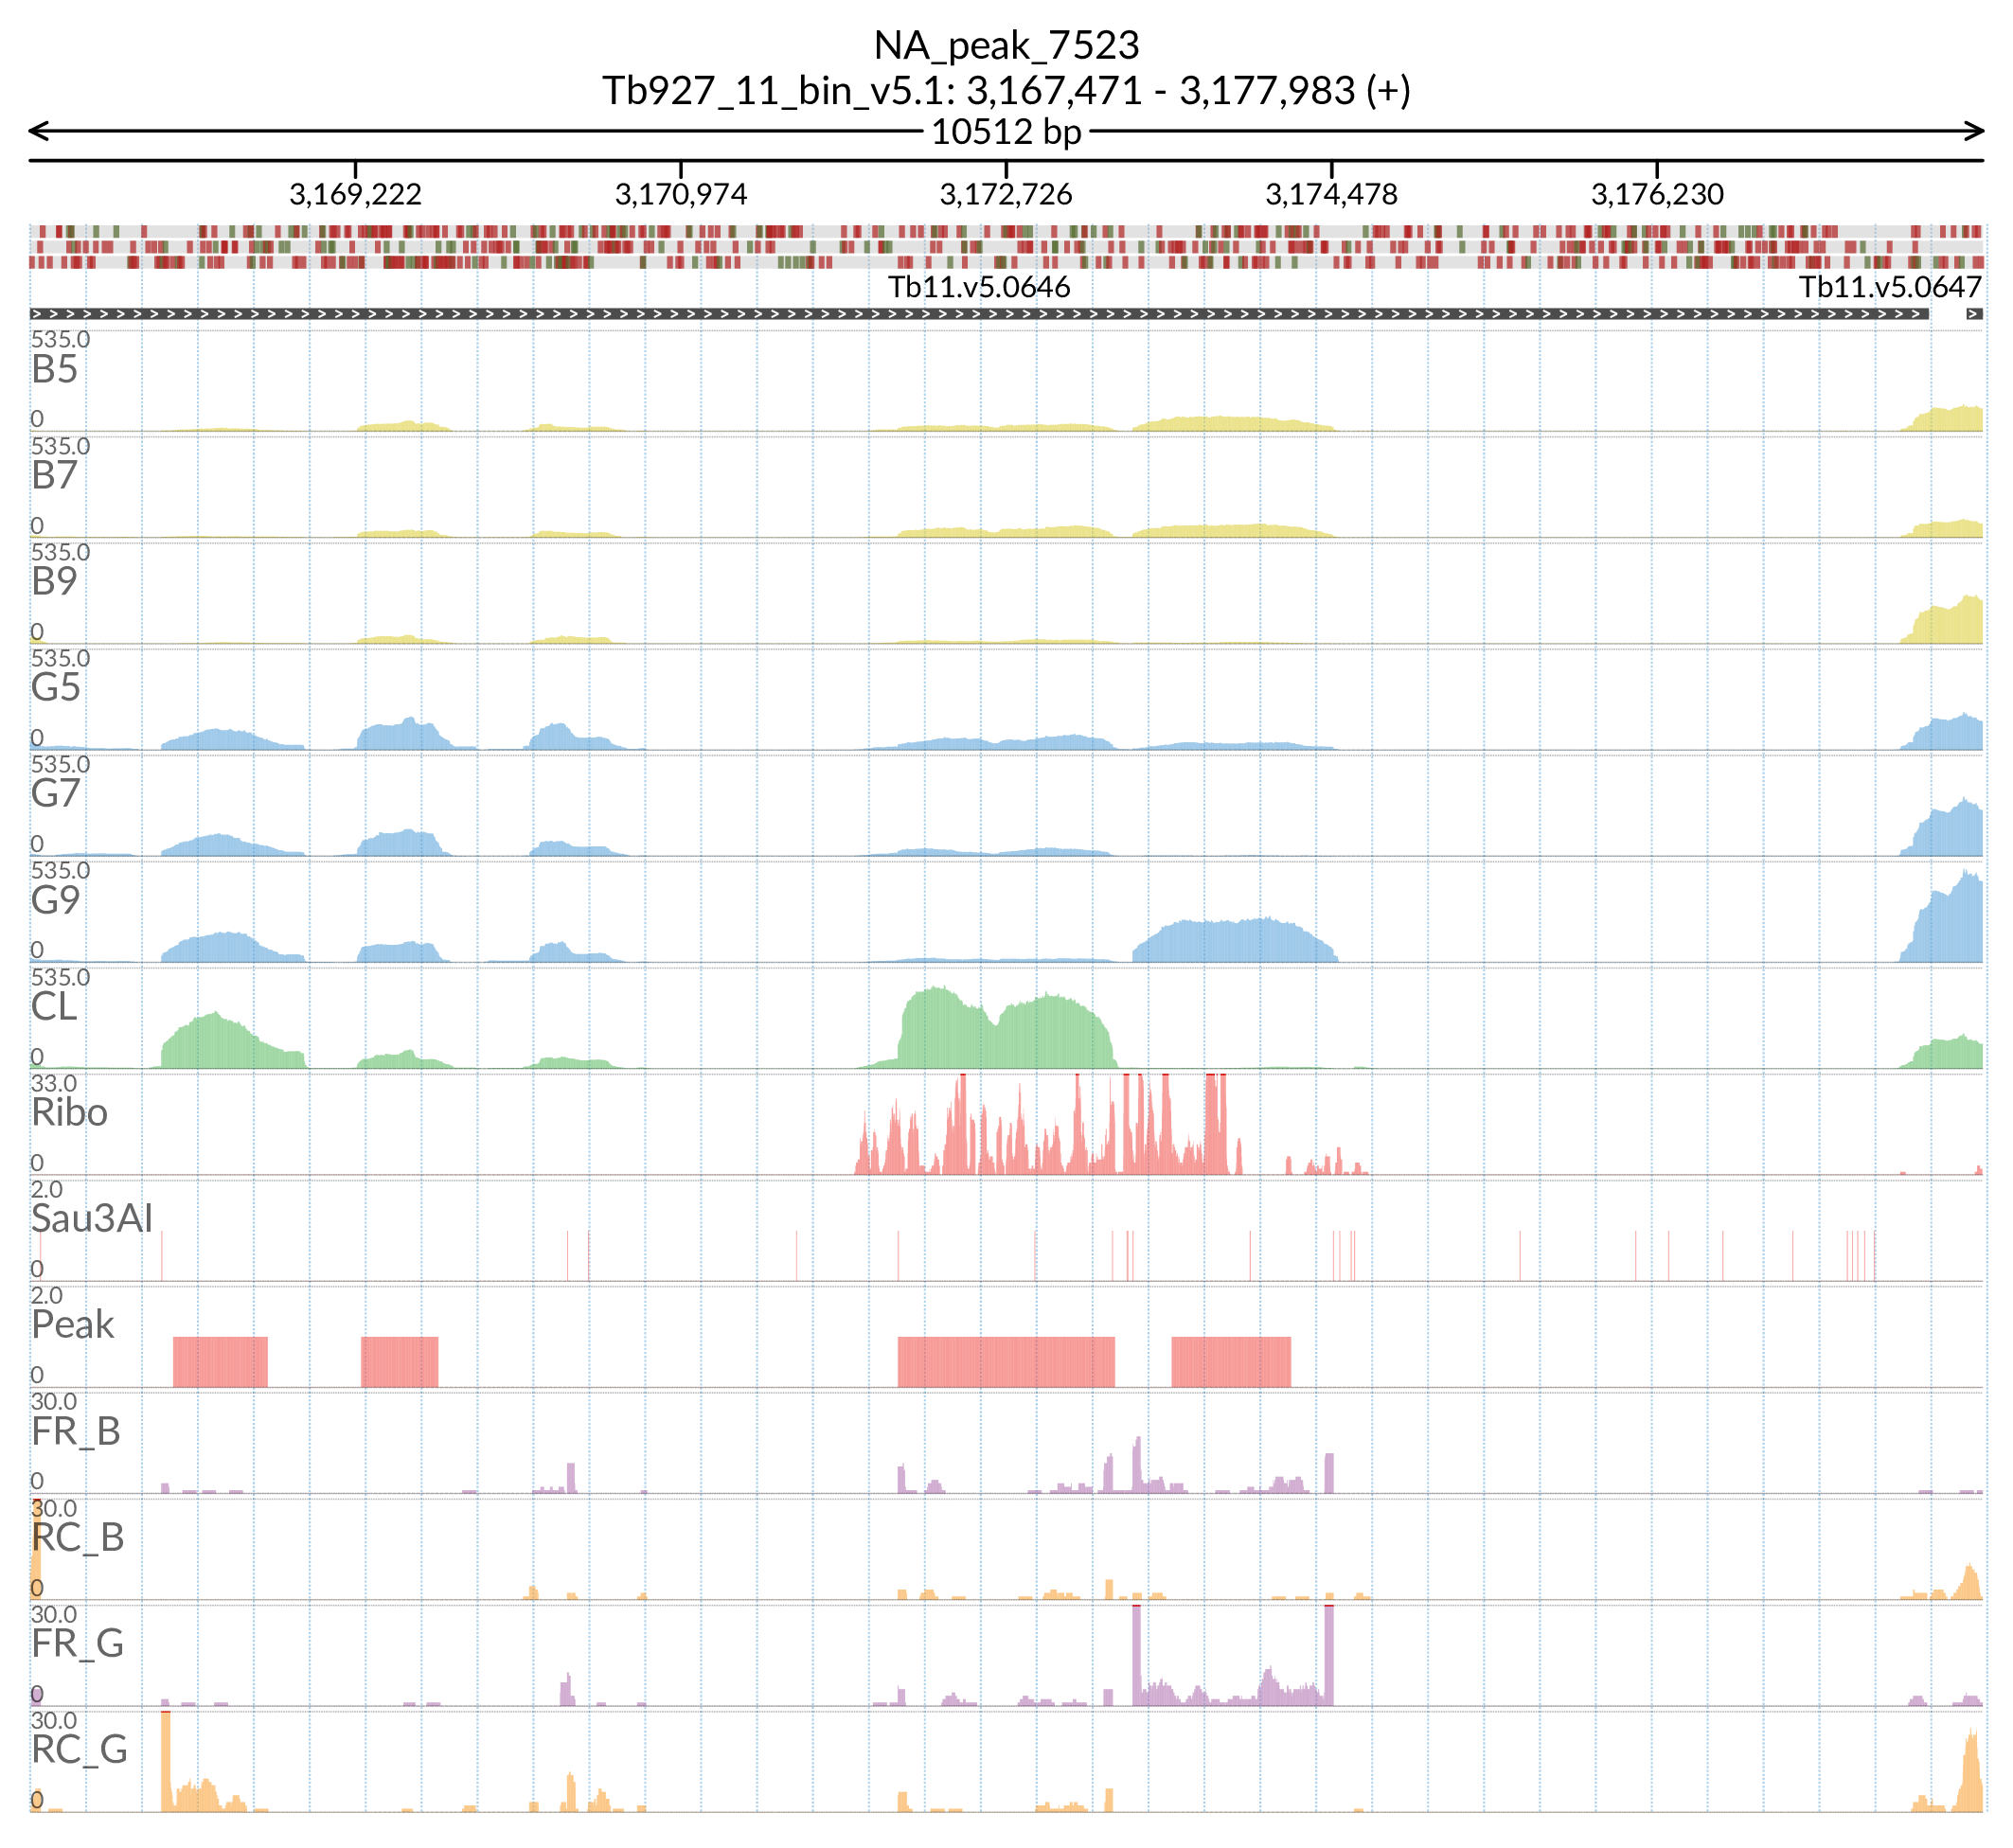 NA_peak_7523
Tb927_11_bin_v5.1: 3,167,471 - 3,177,983 (+)
10512 bp
3,169,222 3,170,974 3,172,726 3,174,478 3,176,230
Tb11.v5.0646 Tb11.v5.0647
535.0
B5
0
535.0
B7
0
535.0
B9
0
535.0
G5
0
535.0
G7
0
535.0
G9
0
535.0
CL
0
33.0
Ribo
0
2.0
Sau3AI
0
2.0
Peak
0
30.0
FR_B
0
30.0
RC_B
0
30.0
FR_G
0
30.0
RC_G
0